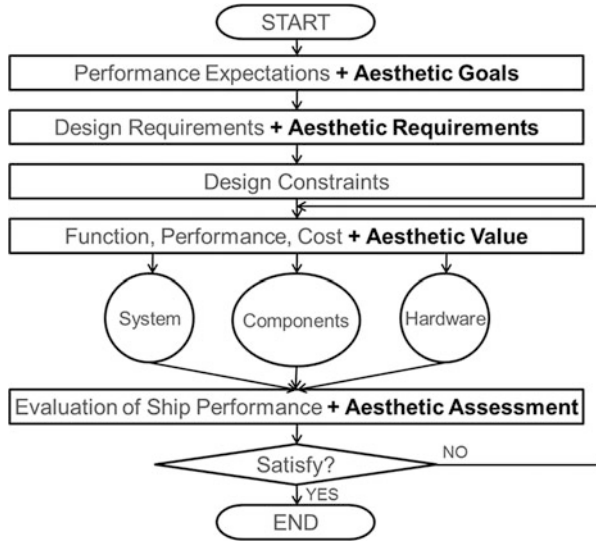 START
Performance Expectations + Aesthetic Goals
Design Requirements + Aesthetic Requirements
Design Constraints
Function, Performance, Cost + Aesthetic Value
System
Components
Hardware
Evaluation of Ship Performance + Aesthetic Assessment
Satisfy?
NO
YES
END